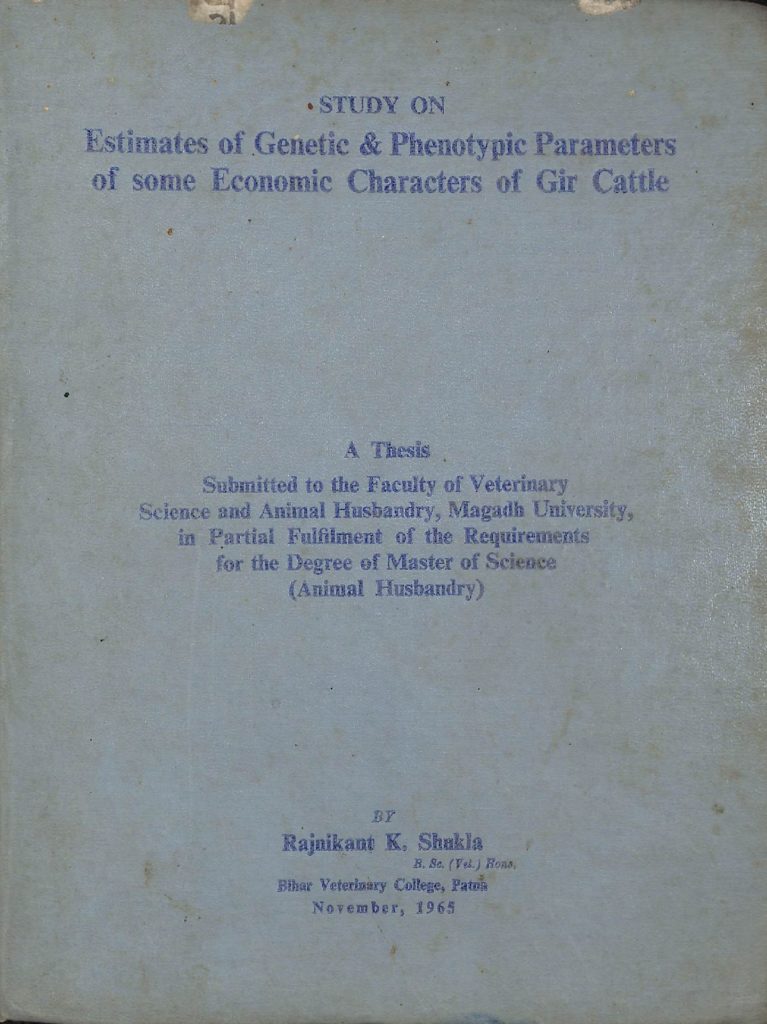 STUDY ON
Estimates of Genetic & Phenotypic Parameters
of some Economic Characters of Gir Cattle
A Thesis
Submitted to the Faculty of Veterinary
Science and Animal Husbandry, Magadh University,
in Partial Fulfilment of the Requirements
for the Degree of Master of Science
(Animal Husbandry)
BY
Rajnikant K. Shukla
B. Sc. (Vet.) Hons.
Bihar Veterinary College, Patna
November, 1965